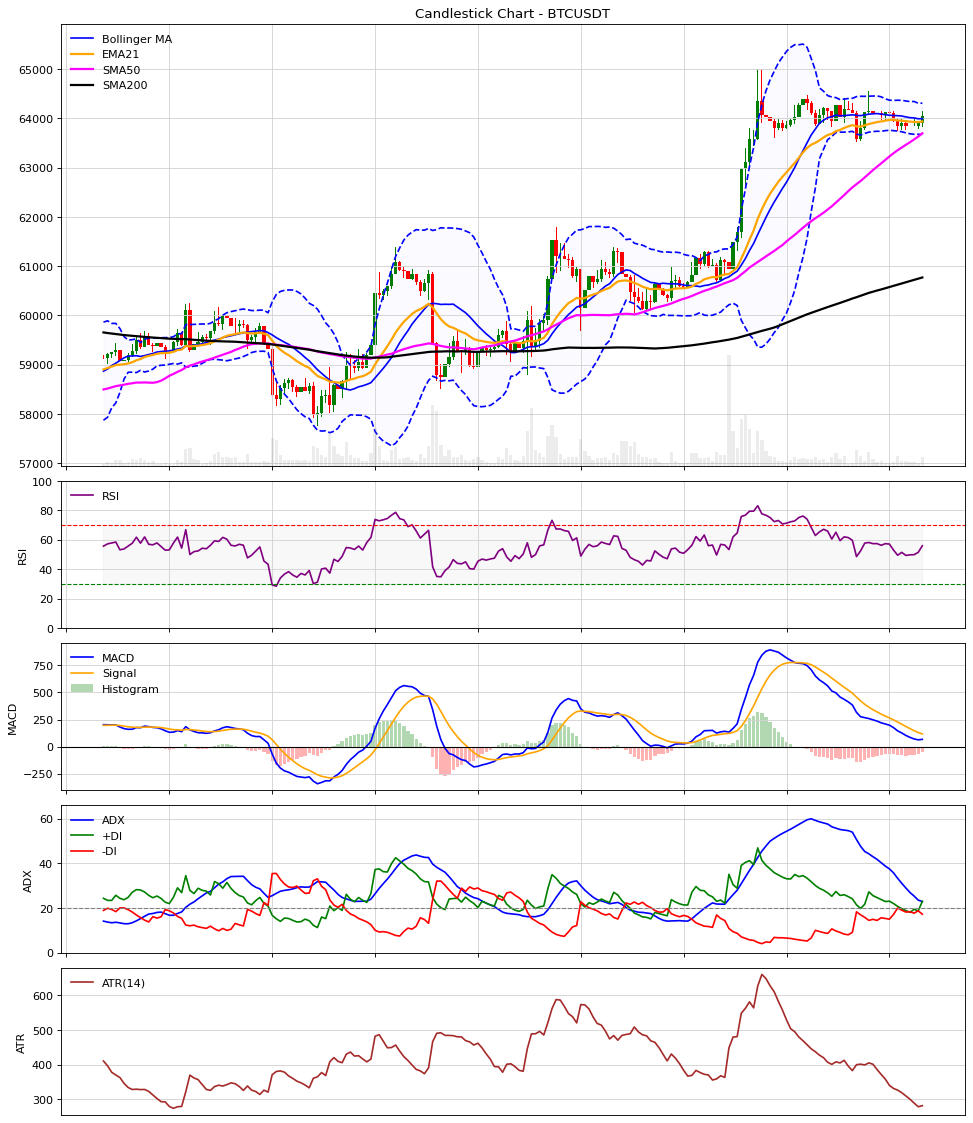 Candlestick Chart - BTCUSDT
Bollinger MA
EMA21
SMA50
SMA200
65000
64000
63000
62000
61000
60000
59000
58000
57000
RSI
RSI
100
80
60
40
20
0
MACD
Signal
Histogram
MACD
750
500
250
0
−250
ADX
+DI
-DI
ADX
60
40
20
0
ATR(14)
ATR
600
500
400
300